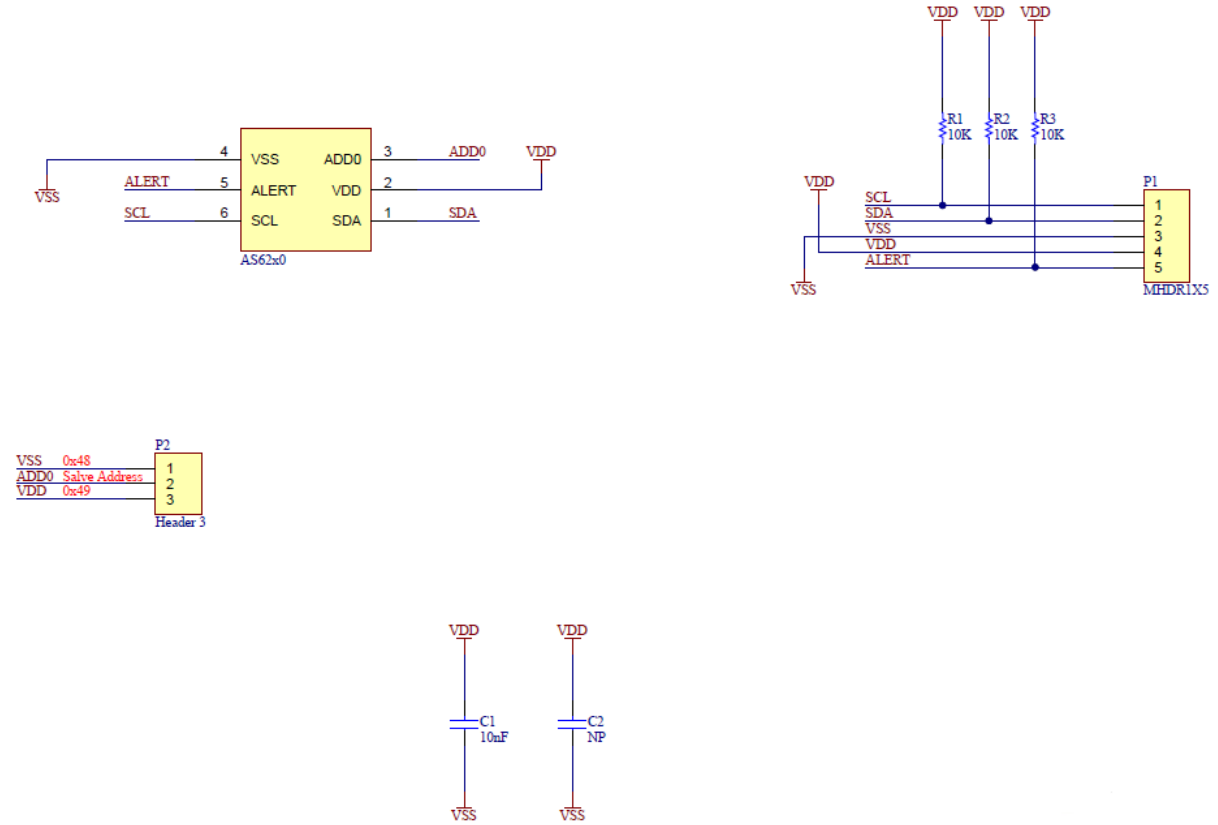 VDD VDD VDD
R1 R2 R3
10K 10K 10K
4 VSS ADD0 3 ADD0 VDD
ALERT 5 ALERT VDD 2
VSS
SCL 6 SCL SDA 1 SDA
AS62x0
VDD P1
SCL 1
SDA 2
VSS 3
VDD 4
ALERT 5
VSS MHDR1X5
P2
VSS 0x48 1
ADD0 Salve Address 2
VDD 0x49 3
Header 3
VDD VDD
C1 C2
10nF NP
VSS VSS